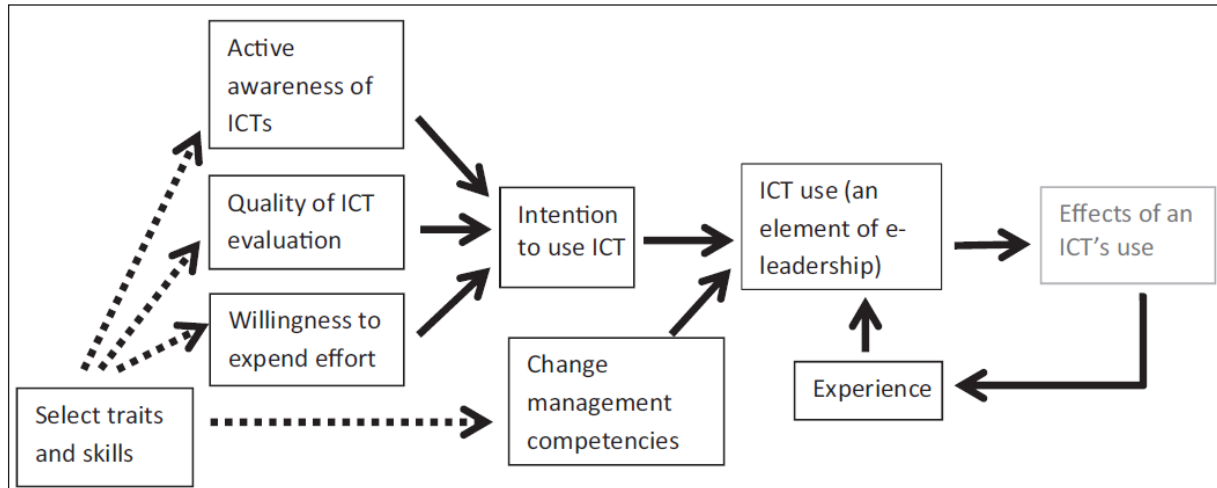 Active
awareness of
ICTs
Quality of ICT
evaluation
Willingness to
expend effort
Select traits
and skills
Intention
to use ICT
Change
management
competencies
ICT use (an
element of e-
leadership)
Experience
Effects of an
ICT’s use